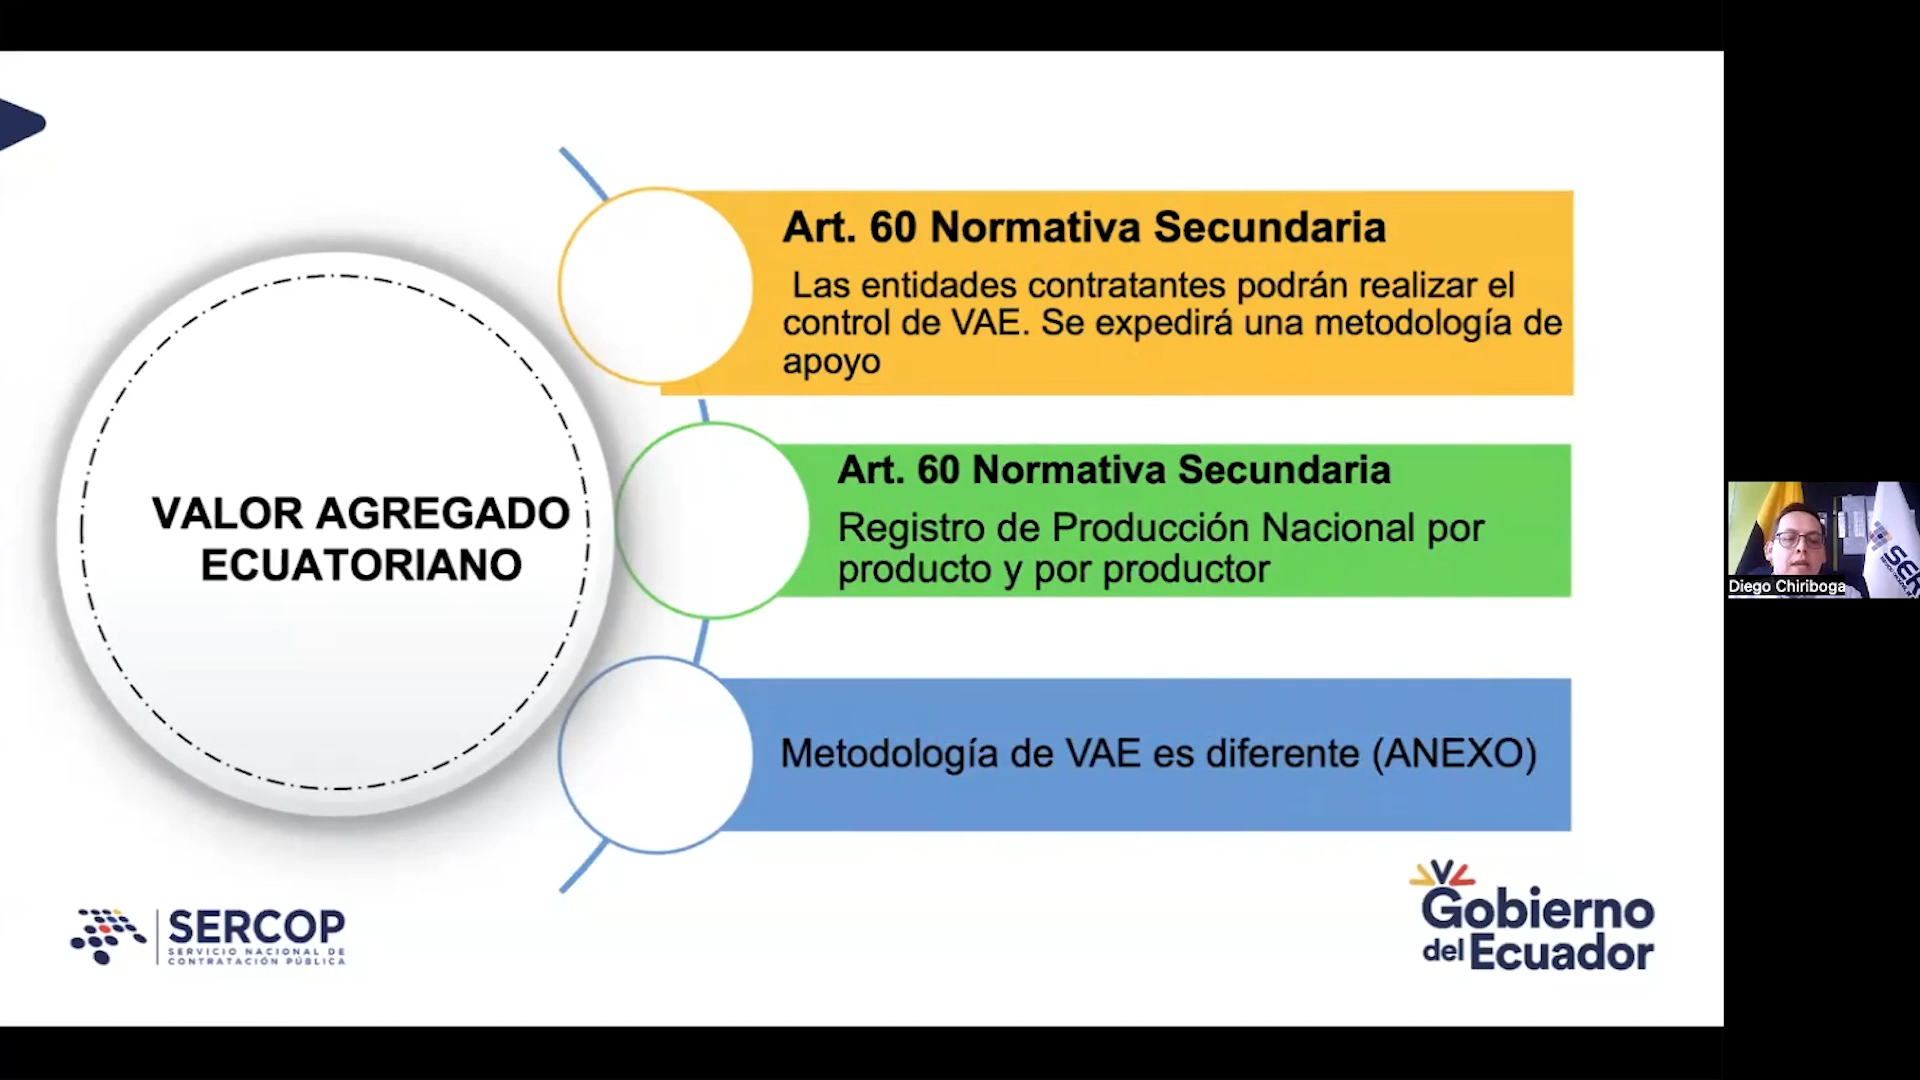 VALOR AGREGADO
ECUATORIANO
Art. 60 Normativa Secundaria
Las entidades contratantes podrán realizar el
control de VAE. Se expedirá una metodología de
apoyo
Art. 60 Normativa Secundaria
Registro de Producción Nacional por
producto y por productor
Metodología de VAE es diferente (ANEXO)
SERCOP
SERVICIO NACIONAL DE
CONTRATACIÓN PÚBLICA
Gobierno
del Ecuador
Diego Chiriboga